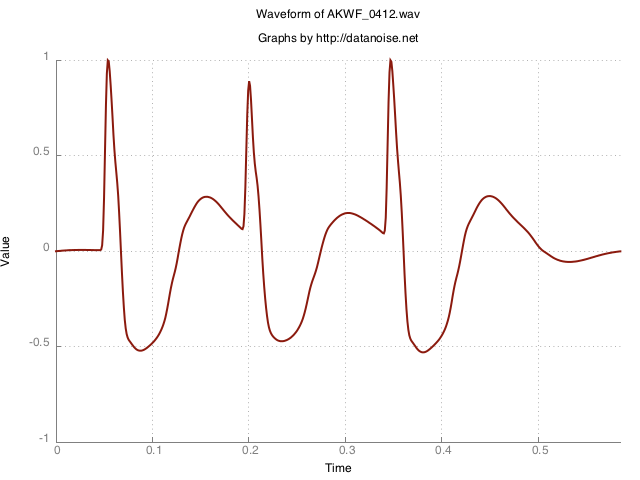 Waveform of AKWF_0412.wav
Graphs by http://datanoise.net
1
0.5
0
-0.5
-1
Value
0 0.1 0.2 0.3 0.4 0.5
Time